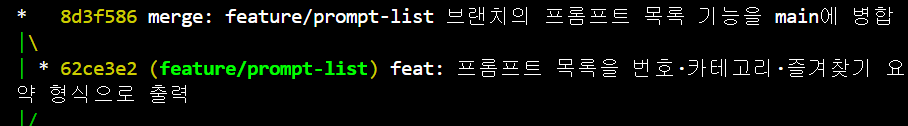 *   8d3f586 merge: feature/prompt-list 브랜치의 프롬프트 목록 기능을 main에 병합
|\
| * 62ce3e2 (feature/prompt-list) feat: 프롬프트 목록을 번호·카테고리·즐겨찾기 요
약 형식으로 출력
|/